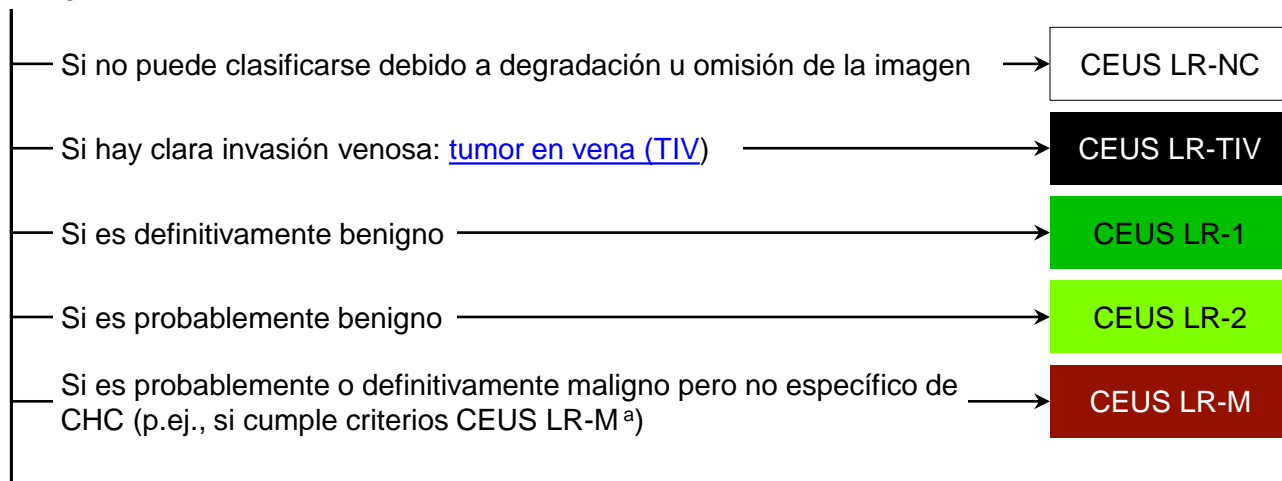 Si no puede clasificarse debido a degradación u omisión de la imagen
CEUS LR-NC
Si hay clara invasión venosa: tumor en vena (TIV)
CEUS LR-TIV
Si es definitivamente benigno
CEUS LR-1
Si es probablemente benigno
CEUS LR-2
Si es probablemente o definitivamente maligno pero no específico de
CHC (p.ej., si cumple criterios CEUS LR-M ª)
CEUS LR-M